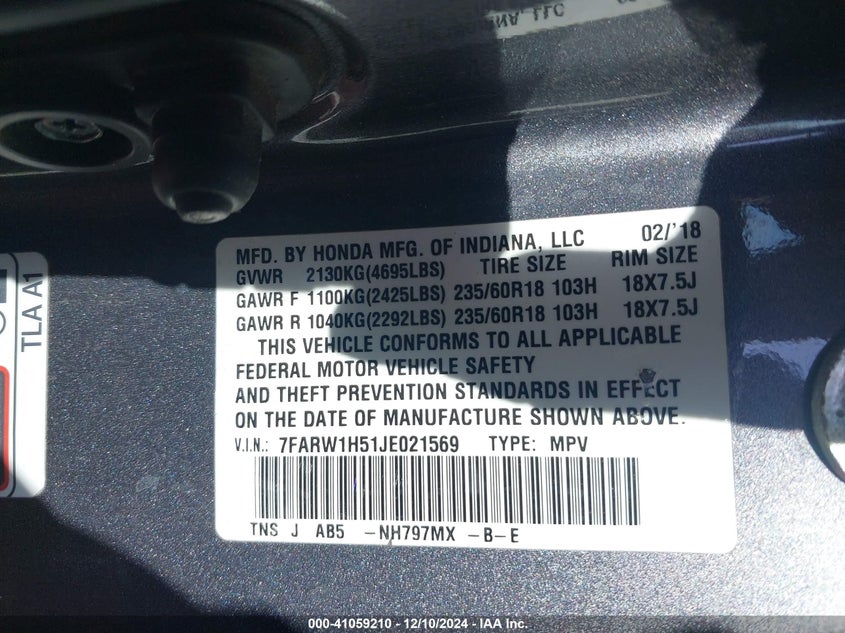 MFD. BY HONDA MFG. OF INDIANA, LLC 02/'18
GVWR 2130KG(4695LBS) TIRE SIZE RIM SIZE
GAWR F 1100KG(2425LBS) 235/60R18 103H 18X7.5J
GAWR R 1040KG(2292LBS) 235/60R18 103H 18X7.5J
THIS VEHICLE CONFORMS TO ALL APPLICABLE
FEDERAL MOTOR VEHICLE SAFETY
AND THEFT PREVENTION STANDARDS IN EFFECT
ON THE DATE OF MANUFACTURE SHOWN ABOVE.
V.I.N.: 7FARW1H51JE021569 TYPE: MPV
TNS J AB5 -NH797MX -B-E
TLA A1
000-41059210 - 12/10/2024 - IAA Inc.